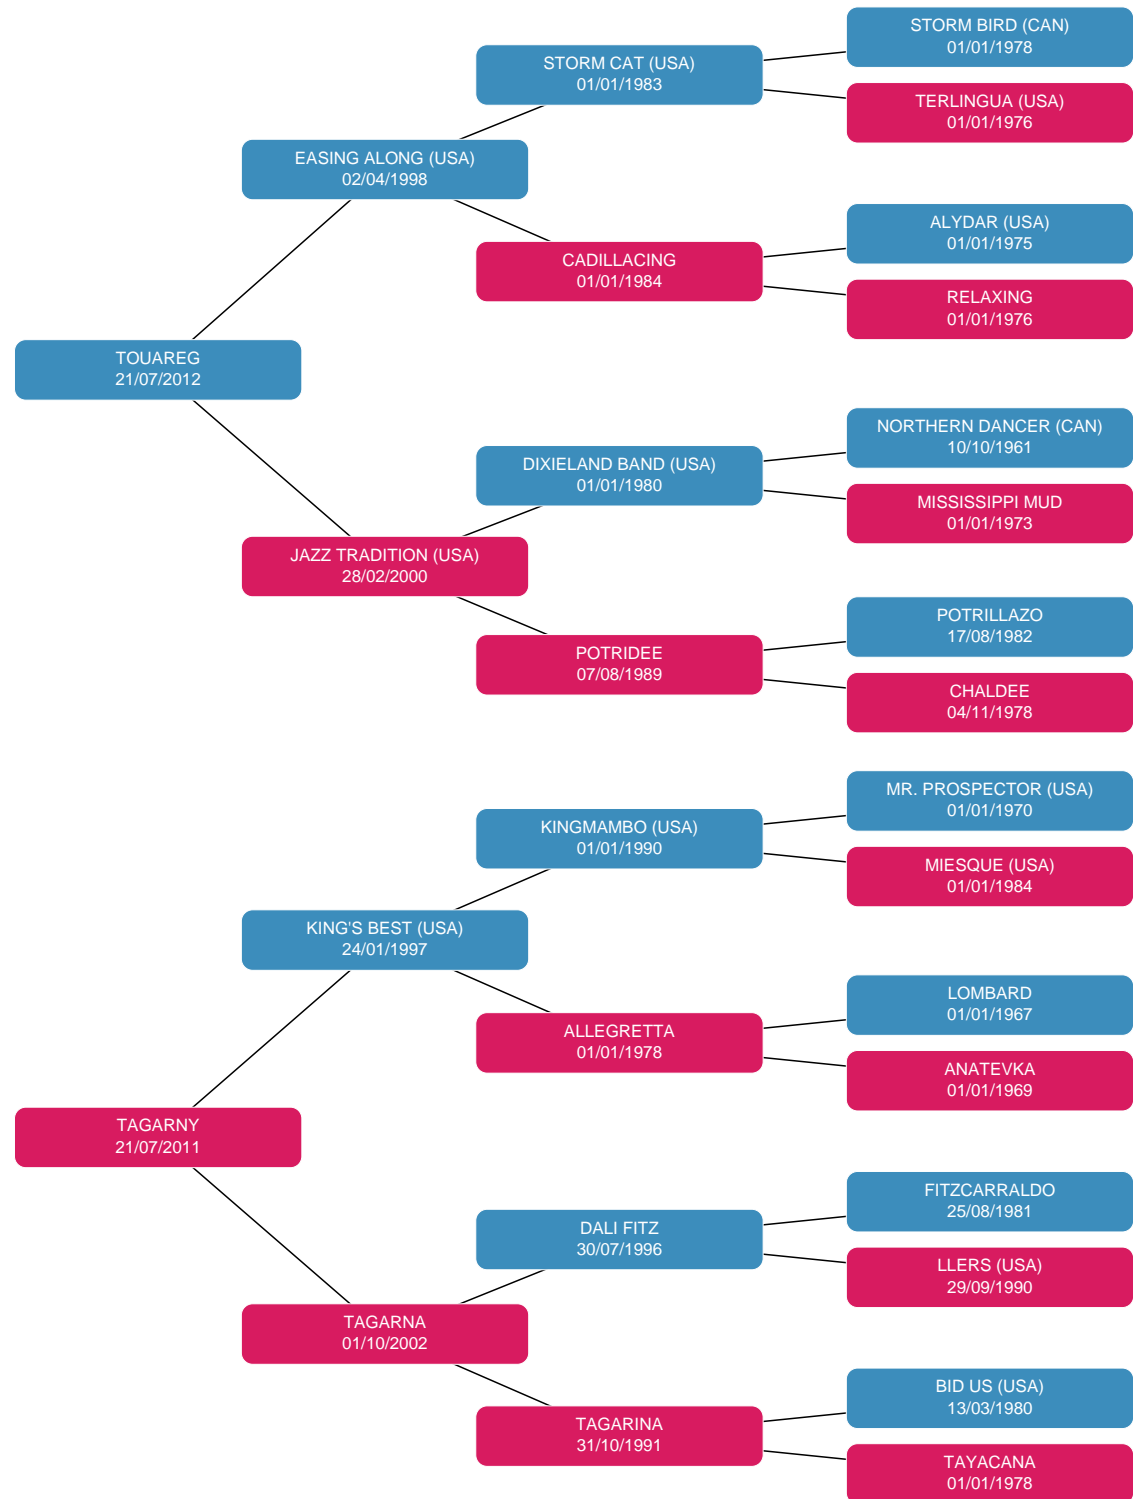 STORM BIRD (CAN)
01/01/1978
STORM CAT (USA)
01/01/1983
TERLINGUA (USA)
01/01/1976
EASING ALONG (USA)
02/04/1998
ALYDAR (USA)
01/01/1975
CADILLACING
01/01/1984
RELAXING
01/01/1976
TOUAREG
21/07/2012
NORTHERN DANCER (CAN)
10/10/1961
DIXIELAND BAND (USA)
01/01/1980
MISSISSIPPI MUD
01/01/1973
JAZZ TRADITION (USA)
28/02/2000
POTRILLAZO
17/08/1982
POTRIDEE
07/08/1989
CHALDEE
04/11/1978
MR. PROSPECTOR (USA)
01/01/1970
KINGMAMBO (USA)
01/01/1990
MIESQUE (USA)
01/01/1984
KING'S BEST (USA)
24/01/1997
LOMBARD
01/01/1967
ALLEGRETTA
01/01/1978
ANATEVKA
01/01/1969
TAGARNY
21/07/2011
FITZCARRALDO
25/08/1981
DALI FITZ
30/07/1996
LLERS (USA)
29/09/1990
TAGARNA
01/10/2002
BID US (USA)
13/03/1980
TAGARINA
31/10/1991
TAYACANA
01/01/1978